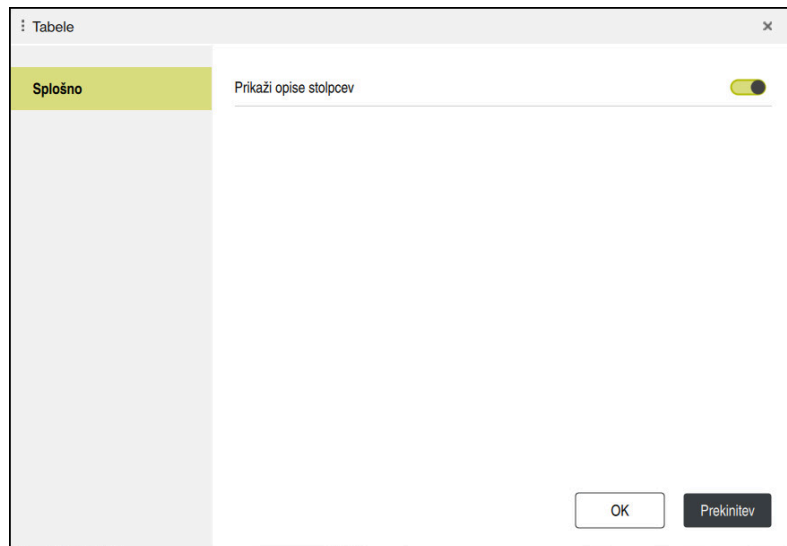 Tabele
Splošno
Prikaži opise stolpcev
OK
Prekinitev